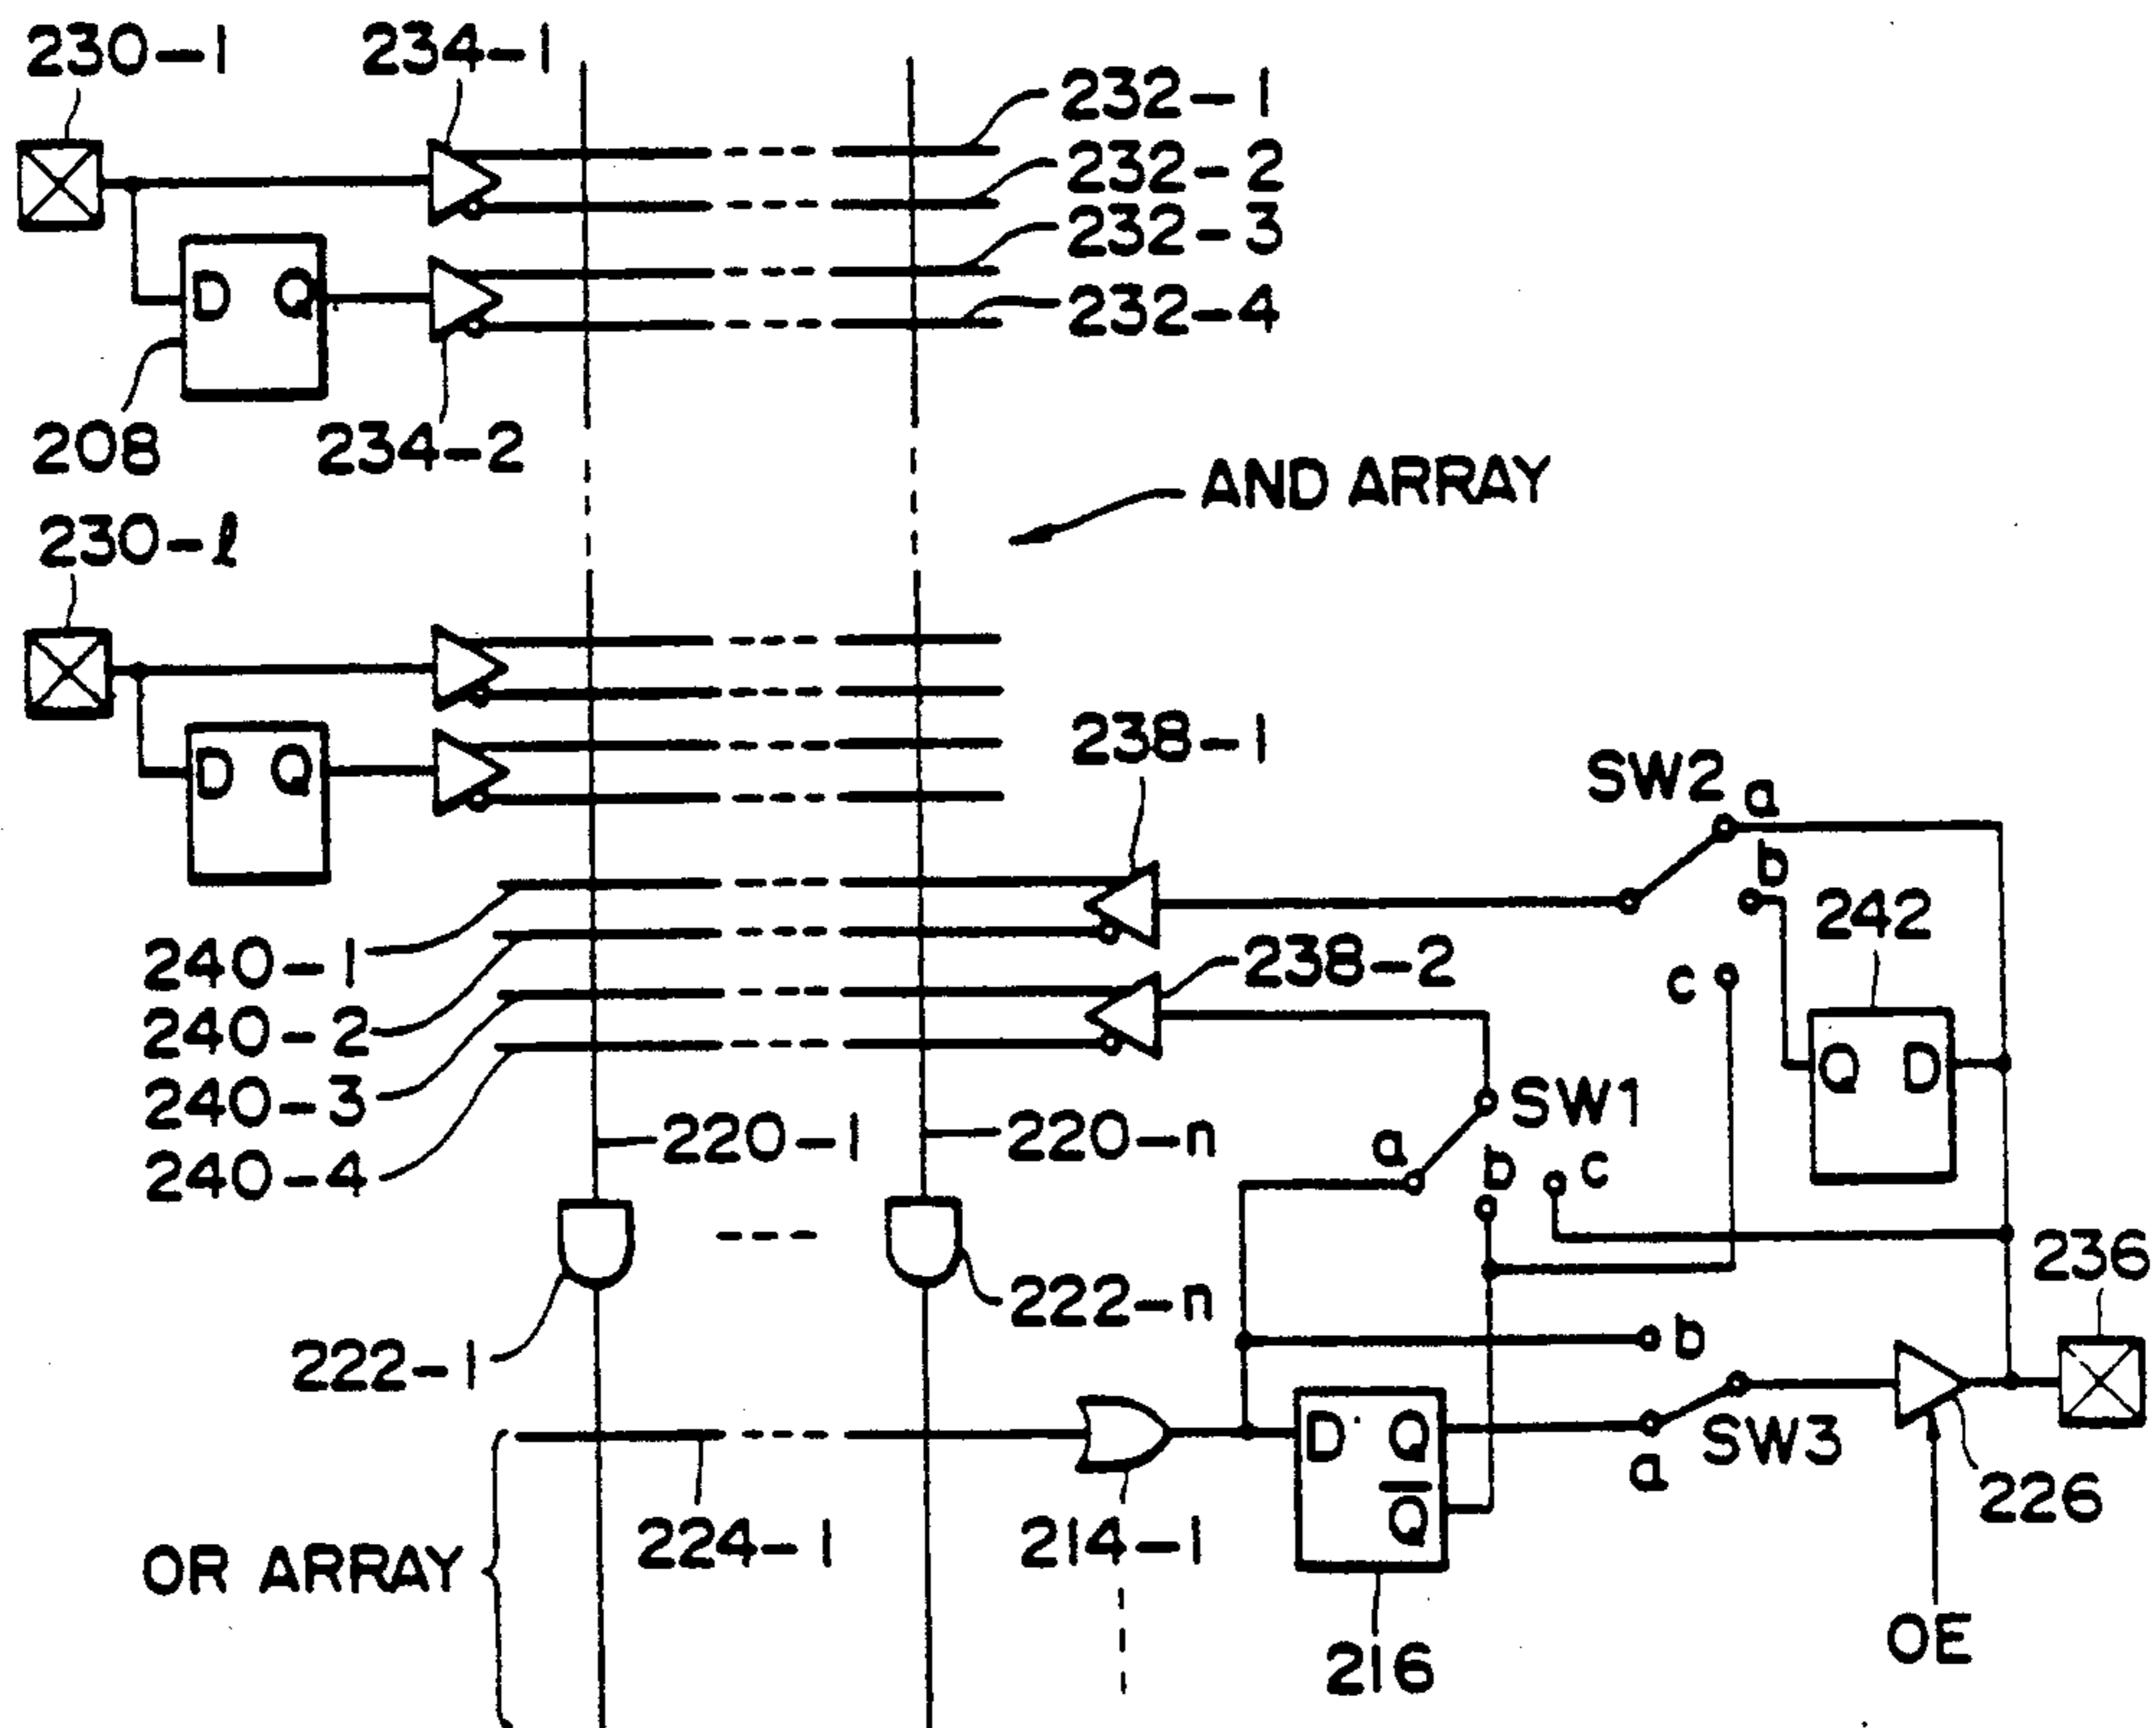 230-1
234-1
232-1
232-2
232-3
232-4
D Q
208
234-2
AND ARRAY
230-l
D Q
238-1
SW2
a
b
c
242
Q D
240-1
240-2
240-3
240-4
238-2
SW1
a
b
c
220-1
220-n
236
222-1
222-n
b
D Q
Q̅
a
SW3
226
OR ARRAY
224-1
214-1
216
OE